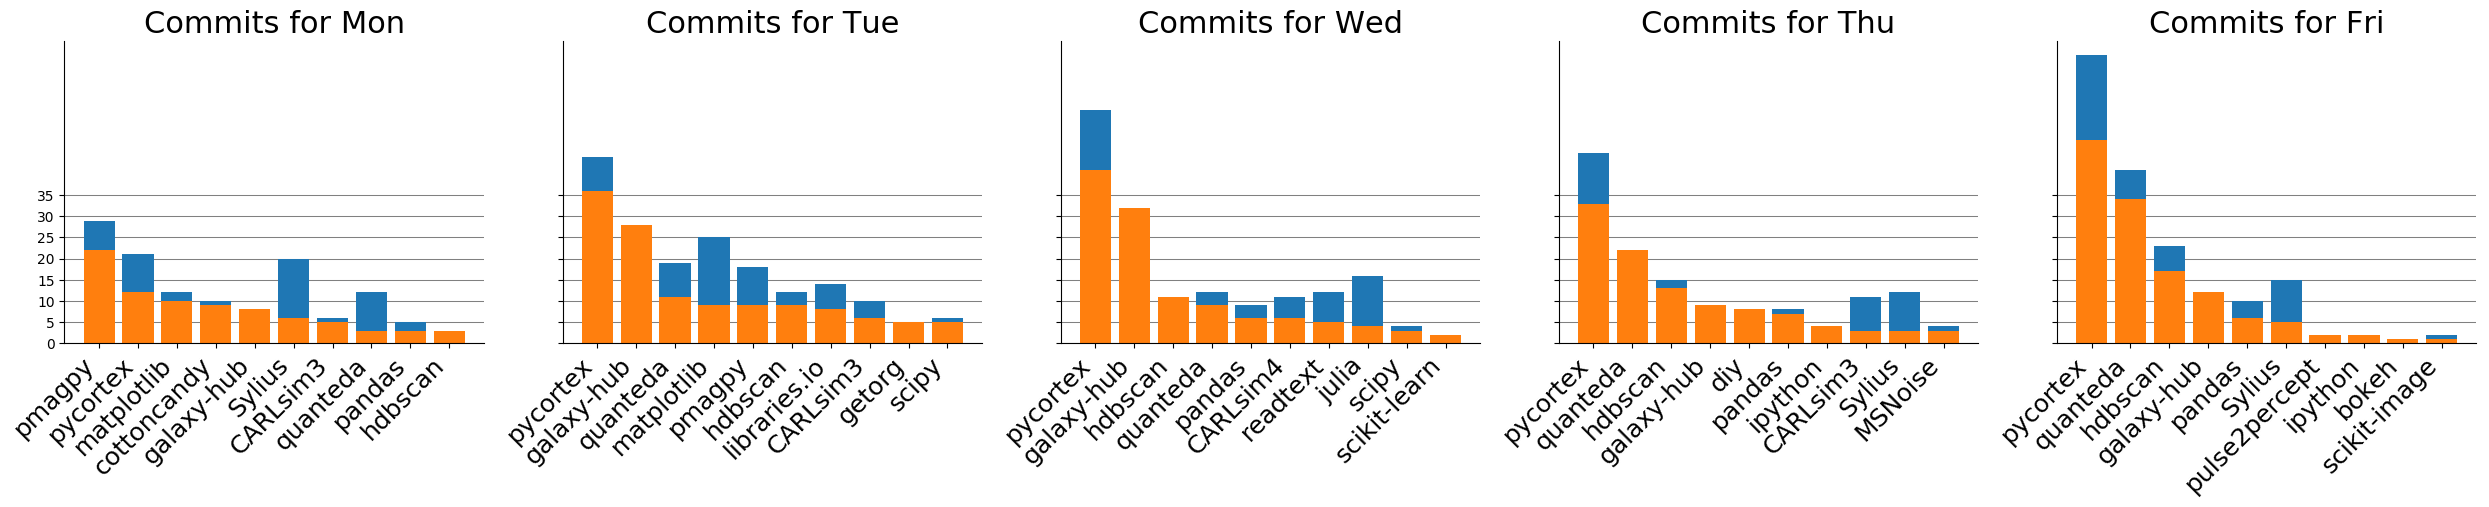 Commits for Mon
Commits for Tue
Commits for Wed
Commits for Thu
Commits for Fri
35
30
25
20
15
10
5
0
pmagpy
pycortex
matplotlib
cottoncandy
galaxy-hub
Sylius
CARLsim3
quanteda
pandas
hdbscan
pycortex
galaxy-hub
quanteda
matplotlib
pmagpy
hdbscan
libraries.io
CARLsim3
getorg
scipy
pycortex
galaxy-hub
hdbscan
quanteda
pandas
CARLsim4
readtext
julia
scipy
scikit-learn
pycortex
quanteda
hdbscan
galaxy-hub
diy
pandas
ipython
CARLsim3
Sylius
MSNoise
pycortex
quanteda
hdbscan
galaxy-hub
pandas
Sylius
pulse2percept
ipython
bokeh
scikit-image